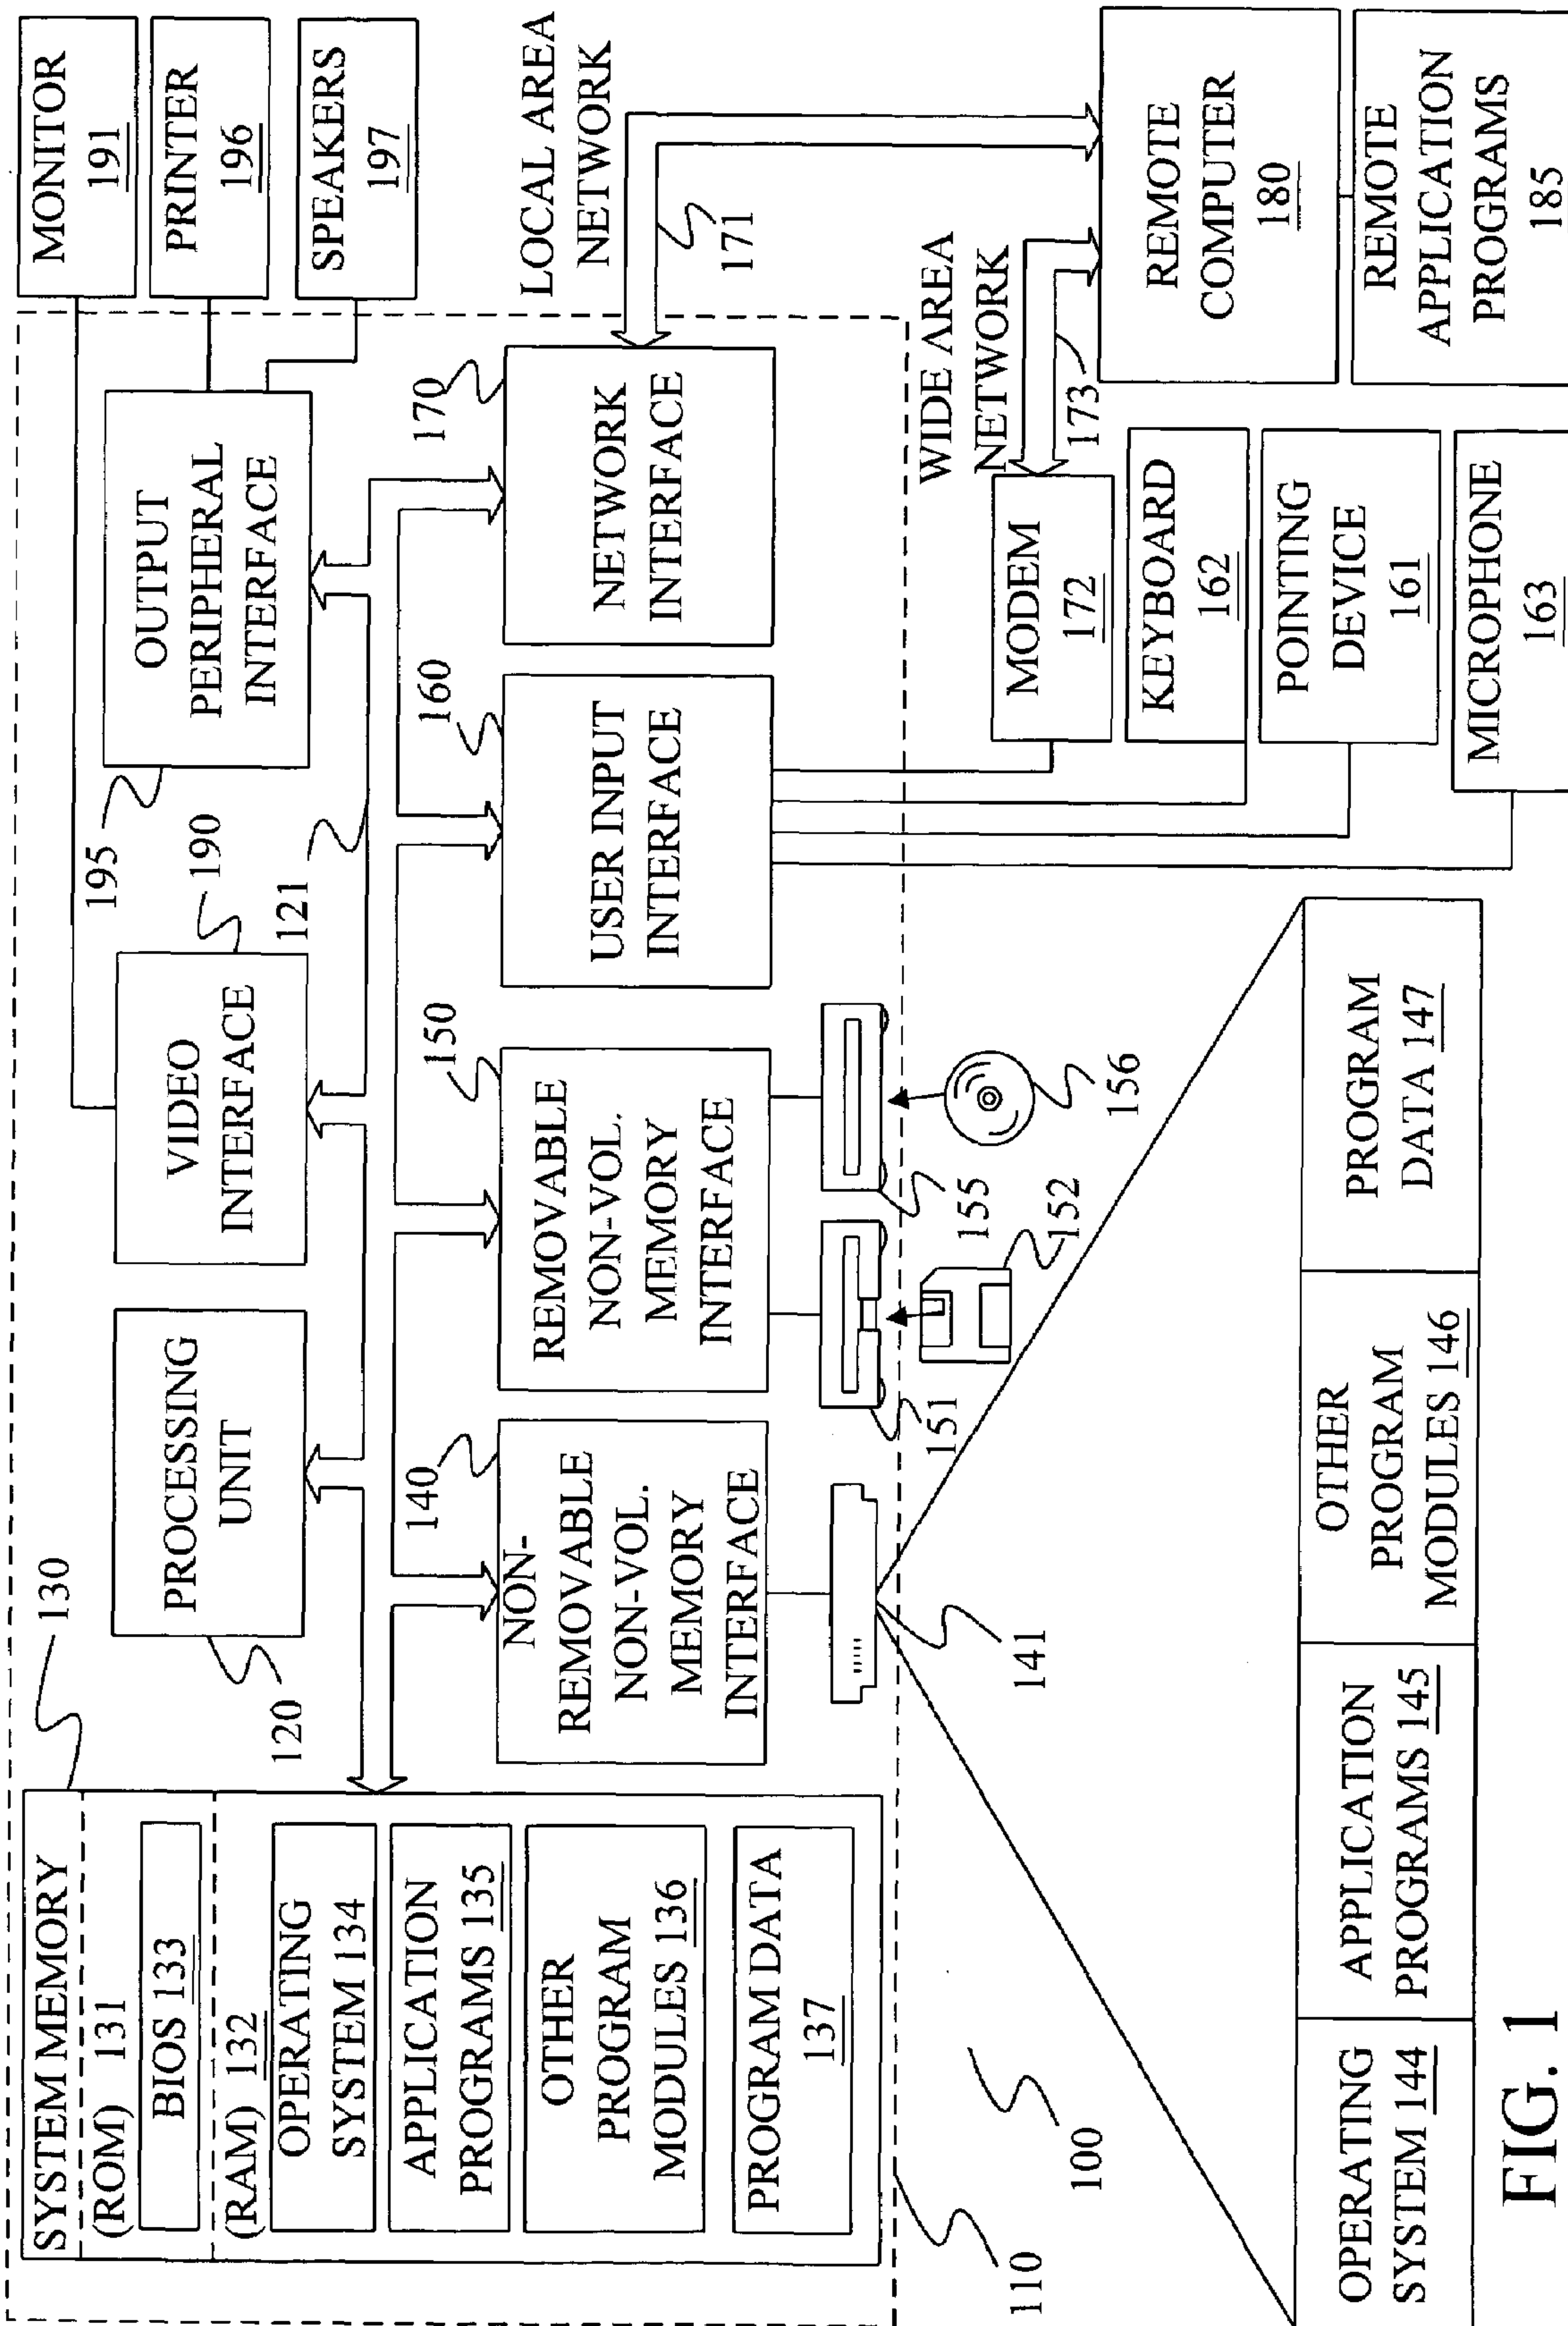 SYSTEM MEMORY
(ROM) 131
BIOS 133
(RAM) 132
OPERATING
SYSTEM 134
APPLICATION
PROGRAMS 135
OTHER
PROGRAM
MODULES 136
PROGRAM DATA
137
130
PROCESSING
UNIT
120
VIDEO
INTERFACE
190
121
OUTPUT
PERIPHERAL
INTERFACE
195
MONITOR
191
PRINTER
196
SPEAKERS
197
NON-
REMOVABLE
NON-VOL.
MEMORY
INTERFACE
140
REMOVABLE
NON-VOL.
MEMORY
INTERFACE
150
USER INPUT
INTERFACE
160
NETWORK
INTERFACE
170
LOCAL AREA
NETWORK
171
141
151
152
155
156
WIDE AREA
NETWORK
173
MODEM
172
KEYBOARD
162
POINTING
DEVICE
161
MICROPHONE
163
REMOTE
COMPUTER
180
REMOTE
APPLICATION
PROGRAMS
185
110
100
OPERATING
SYSTEM 144
APPLICATION
PROGRAMS 145
OTHER
PROGRAM
MODULES 146
PROGRAM
DATA 147
FIG. 1